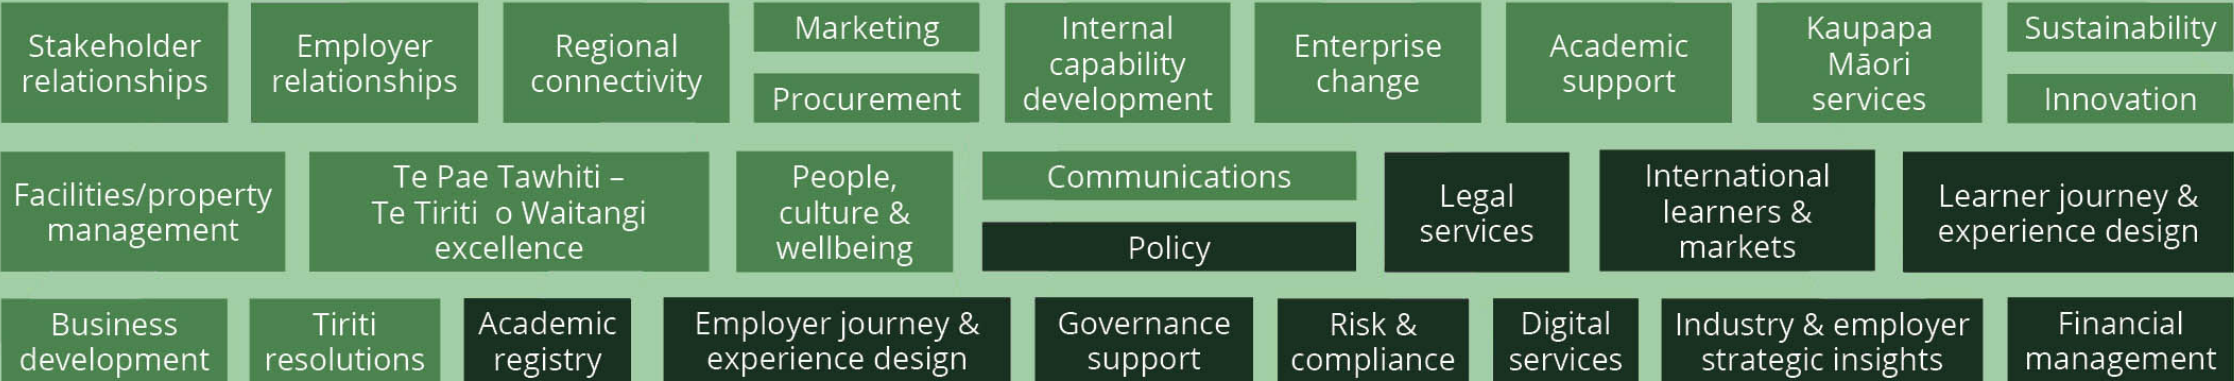 Stakeholder
relationships
Employer
relationships
Regional
connectivity
Marketing
Procurement
Internal
capability
development
Enterprise
change
Academic
support
Kaupapa
Māori
services
Sustainability
Innovation
Facilities/property
management
Te Pae Tawhiti –
Te Tiriti o Waitangi
excellence
People,
culture &
wellbeing
Communications
Policy
Legal
services
International
learners &
markets
Learner journey &
experience design
Business
development
Tiriti
resolutions
Academic
registry
Employer journey &
experience design
Governance
support
Risk &
compliance
Digital
services
Industry & employer
strategic insights
Financial
management